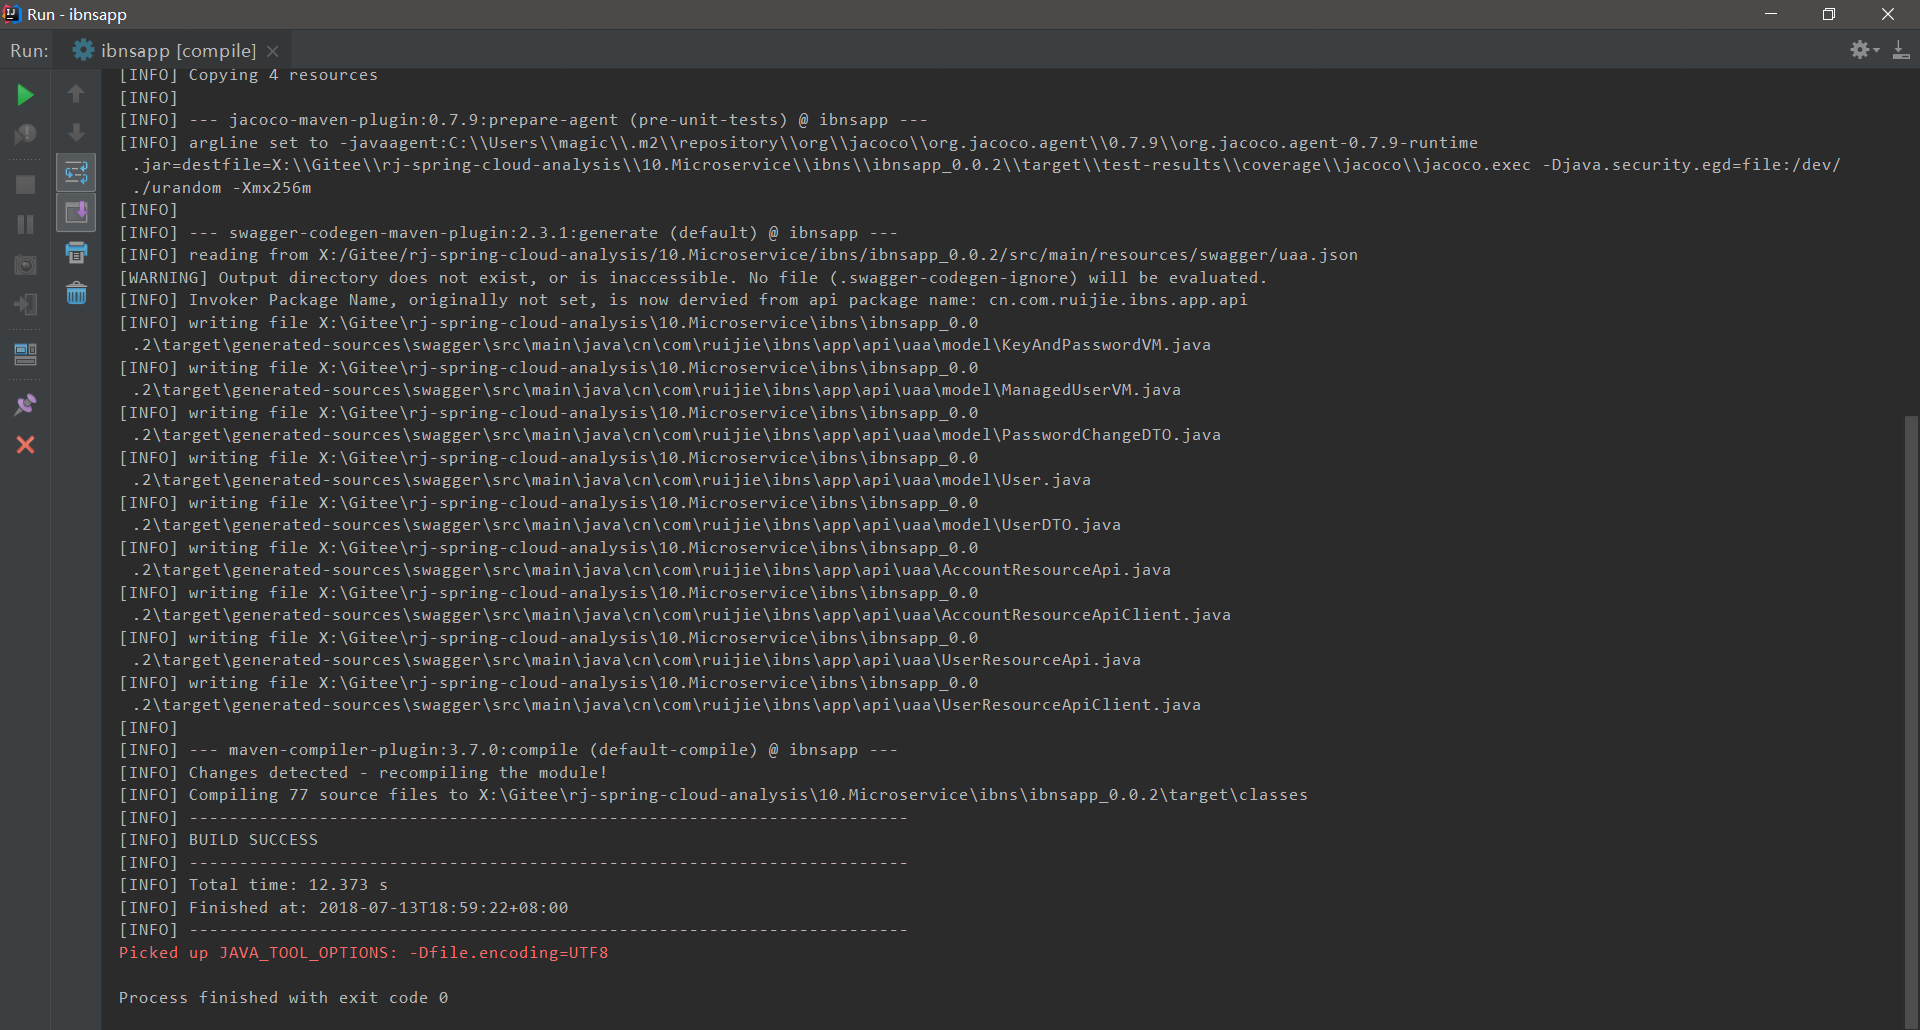 Run - ibnsapp
Run: ibnsapp [compile]
[INFO] Copying 4 resources
[INFO]
[INFO] --- jacoco-maven-plugin:0.7.9:prepare-agent (pre-unit-tests) @ ibnsapp ---
[INFO] argLine set to -javaagent:C:\\Users\\magic\\.m2\\repository\\org\\jacoco\\org.jacoco.agent\\0.7.9\\org.jacoco.agent-0.7.9-runtime
.jar=destfile=X:\\Gitee\\rj-spring-cloud-analysis\\10.Microservice\\ibns\\ibnsapp_0.0.2\\target\\test-results\\coverage\\jacoco\\jacoco.exec -Djava.security.egd=file:/dev/
./urandom -Xmx256m
[INFO]
[INFO] --- swagger-codegen-maven-plugin:2.3.1:generate (default) @ ibnsapp ---
[INFO] reading from X:/Gitee/rj-spring-cloud-analysis/10.Microservice/ibns/ibnsapp_0.0.2/src/main/resources/swagger/uaa.json
[WARNING] Output directory does not exist, or is inaccessible. No file (.swagger-codegen-ignore) will be evaluated.
[INFO] Invoker Package Name, originally not set, is now dervied from api package name: cn.com.ruijie.ibns.app.api
[INFO] writing file X:\Gitee\rj-spring-cloud-analysis\10.Microservice\ibns\ibnsapp_0.0
.2\target\generated-sources\swagger\src\main\java\cn\com\ruijie\ibns\app\api\uaa\model\KeyAndPasswordVM.java
[INFO] writing file X:\Gitee\rj-spring-cloud-analysis\10.Microservice\ibns\ibnsapp_0.0
.2\target\generated-sources\swagger\src\main\java\cn\com\ruijie\ibns\app\api\uaa\model\ManagedUserVM.java
[INFO] writing file X:\Gitee\rj-spring-cloud-analysis\10.Microservice\ibns\ibnsapp_0.0
.2\target\generated-sources\swagger\src\main\java\cn\com\ruijie\ibns\app\api\uaa\model\PasswordChangeDTO.java
[INFO] writing file X:\Gitee\rj-spring-cloud-analysis\10.Microservice\ibns\ibnsapp_0.0
.2\target\generated-sources\swagger\src\main\java\cn\com\ruijie\ibns\app\api\uaa\model\User.java
[INFO] writing file X:\Gitee\rj-spring-cloud-analysis\10.Microservice\ibns\ibnsapp_0.0
.2\target\generated-sources\swagger\src\main\java\cn\com\ruijie\ibns\app\api\uaa\model\UserDTO.java
[INFO] writing file X:\Gitee\rj-spring-cloud-analysis\10.Microservice\ibns\ibnsapp_0.0
.2\target\generated-sources\swagger\src\main\java\cn\com\ruijie\ibns\app\api\uaa\AccountResourceApi.java
[INFO] writing file X:\Gitee\rj-spring-cloud-analysis\10.Microservice\ibns\ibnsapp_0.0
.2\target\generated-sources\swagger\src\main\java\cn\com\ruijie\ibns\app\api\uaa\AccountResourceApiClient.java
[INFO] writing file X:\Gitee\rj-spring-cloud-analysis\10.Microservice\ibns\ibnsapp_0.0
.2\target\generated-sources\swagger\src\main\java\cn\com\ruijie\ibns\app\api\uaa\UserResourceApi.java
[INFO] writing file X:\Gitee\rj-spring-cloud-analysis\10.Microservice\ibns\ibnsapp_0.0
.2\target\generated-sources\swagger\src\main\java\cn\com\ruijie\ibns\app\api\uaa\UserResourceApiClient.java
[INFO]
[INFO] --- maven-compiler-plugin:3.7.0:compile (default-compile) @ ibnsapp ---
[INFO] Changes detected - recompiling the module!
[INFO] Compiling 77 source files to X:\Gitee\rj-spring-cloud-analysis\10.Microservice\ibns\ibnsapp_0.0.2\target\classes
[INFO] ------------------------------------------------------------------------
[INFO] BUILD SUCCESS
[INFO] ------------------------------------------------------------------------
[INFO] Total time: 12.373 s
[INFO] Finished at: 2018-07-13T18:59:22+08:00
[INFO] ------------------------------------------------------------------------
Picked up JAVA_TOOL_OPTIONS: -Dfile.encoding=UTF8
Process finished with exit code 0